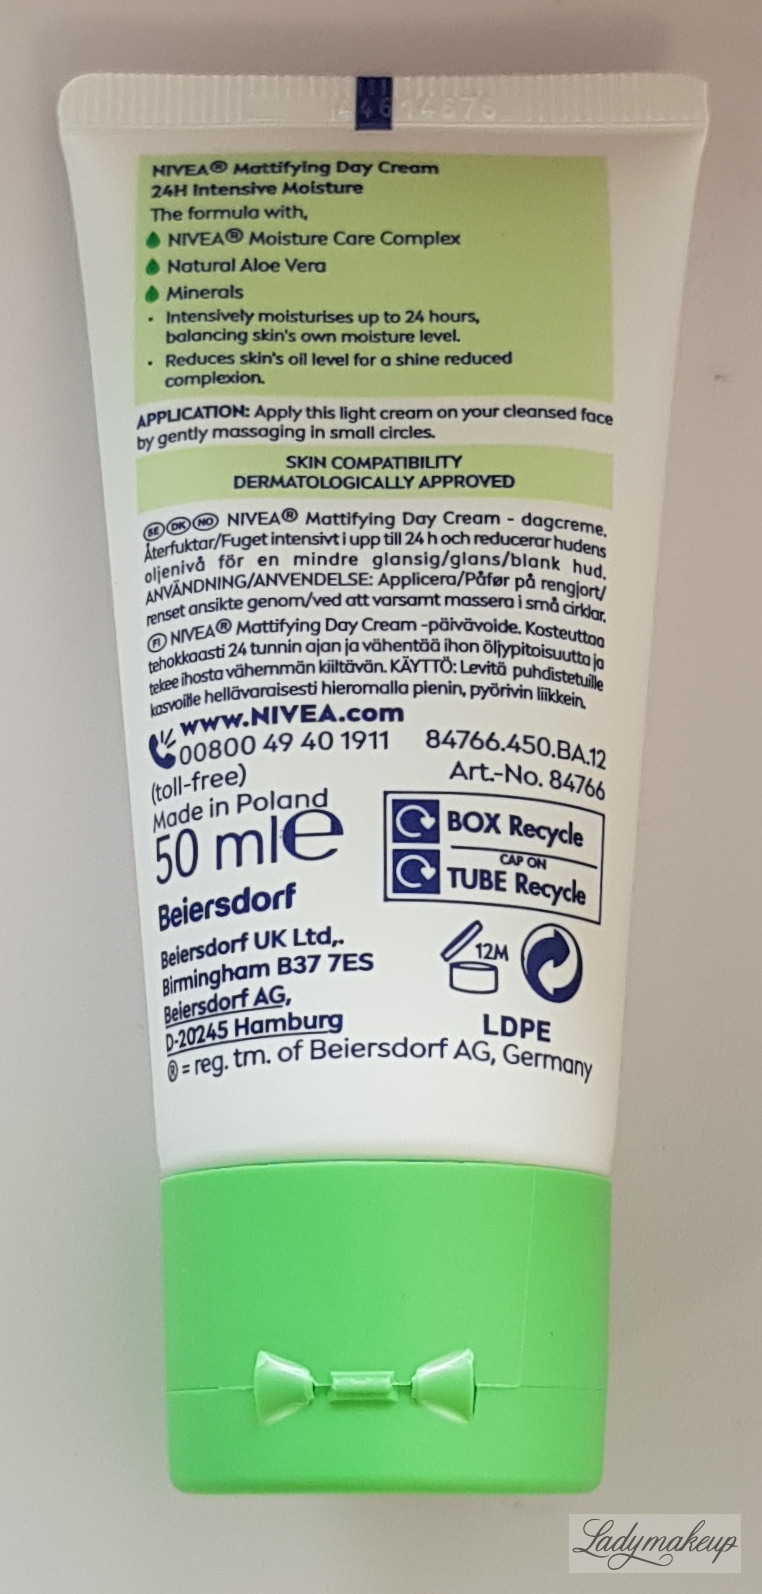 44614676
NIVEA® Mattifying Day Cream
24H Intensive Moisture
The formula with,
NIVEA® Moisture Care Complex
Natural Aloe Vera
Minerals
• Intensively moisturises up to 24 hours,
balancing skin's own moisture level.
• Reduces skin's oil level for a shine reduced
complexion.
APPLICATION: Apply this light cream on your cleansed face
by gently massaging in small circles.
SKIN COMPATIBILITY
DERMATOLOGICALLY APPROVED
SE DK NO NIVEA® Mattifying Day Cream - dagcreme.
Återfuktar/Fuget intensivt i upp till 24 h och reducerar hudens
oljenivå för en mindre glansig/glans/blank hud.
ANVÄNDNING/ANVENDELSE: Applicera/Påfør på rengjort/
renset ansikte genom/ved att varsamt massera i små cirklar.
FI NIVEA® Mattifying Day Cream -päivävoide. Kosteuttaa
tehokkaasti 24 tunnin ajan ja vähentää ihon öljypitoisuutta ja
tekee ihosta vähemmän kiiltävän. KÄYTTÖ: Levitä puhdistetuille
kasvoille hellävaraisesti hieromalla pienin, pyörivin liikkein.
www.NIVEA.com
00800 49 40 1911
(toll-free)
84766.450.BA.12
Art.-No. 84766
Made in Poland
50 ml e
BOX Recycle
CAP ON
TUBE Recycle
Beiersdorf
Beiersdorf UK Ltd,.
Birmingham B37 7ES
Beiersdorf AG,
D-20245 Hamburg
12M
LDPE
® = reg. tm. of Beiersdorf AG, Germany
Ladymakeup